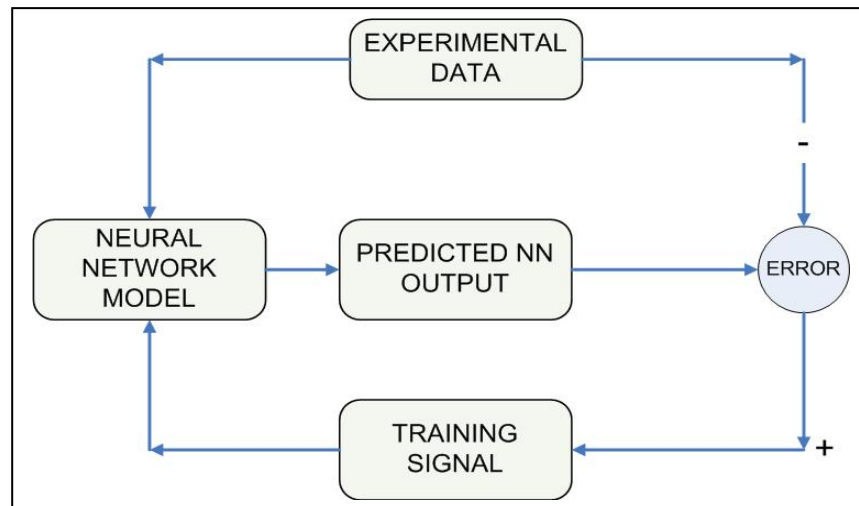 EXPERIMENTAL
DATA
-
NEURAL
NETWORK
MODEL
PREDICTED NN
OUTPUT
ERROR
TRAINING
SIGNAL
+